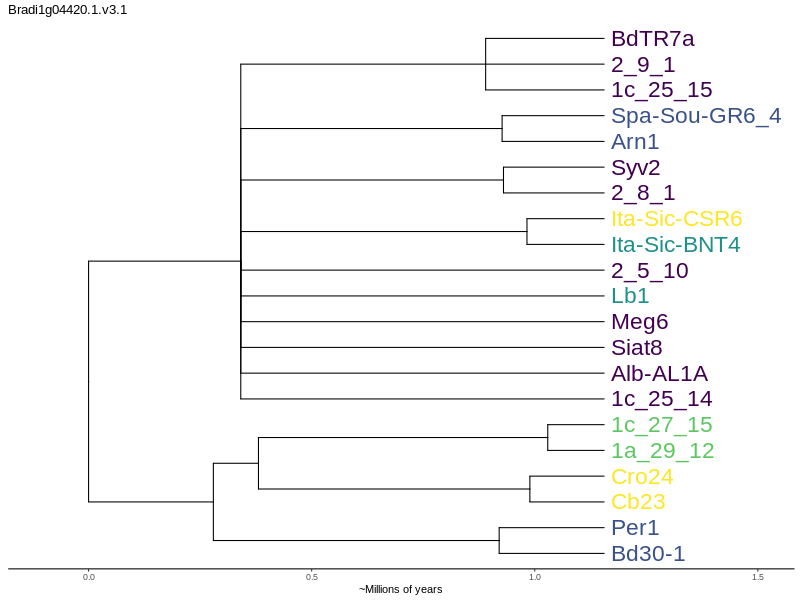 Bradi1g04420.1.v3.1
BdTR7a
2_9_1
1c_25_15
Spa-Sou-GR6_4
Arn1
Syv2
2_8_1
Ita-Sic-CSR6
Ita-Sic-BNT4
2_5_10
Lb1
Meg6
Siat8
Alb-AL1A
1c_25_14
1c_27_15
1a_29_12
Cro24
Cb23
Per1
Bd30-1
0.0 0.5 1.0 1.5
~Millions of years